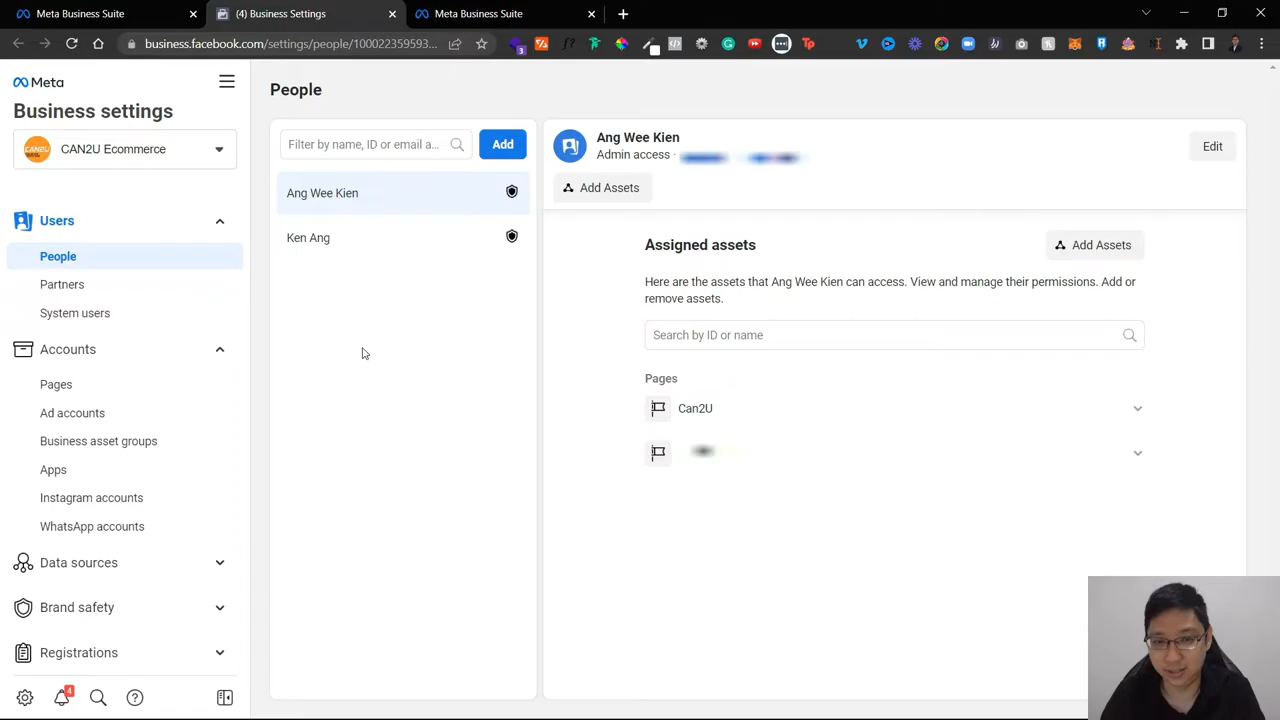 Meta Business Suite
(4) Business Settings
Meta Business Suite
business.facebook.com/settings/people/100022359593...
Meta
Business settings
CAN2U Ecommerce
Users
People
Partners
System users
Accounts
Pages
Ad accounts
Business asset groups
Apps
Instagram accounts
WhatsApp accounts
Data sources
Brand safety
Registrations
4
People
Filter by name, ID or email a...
Add
Ang Wee Kien
Ken Ang
Ang Wee Kien
Admin access ·
Edit
Add Assets
Assigned assets
Add Assets
Here are the assets that Ang Wee Kien can access. View and manage their permissions. Add or
remove assets.
Search by ID or name
Pages
Can2U